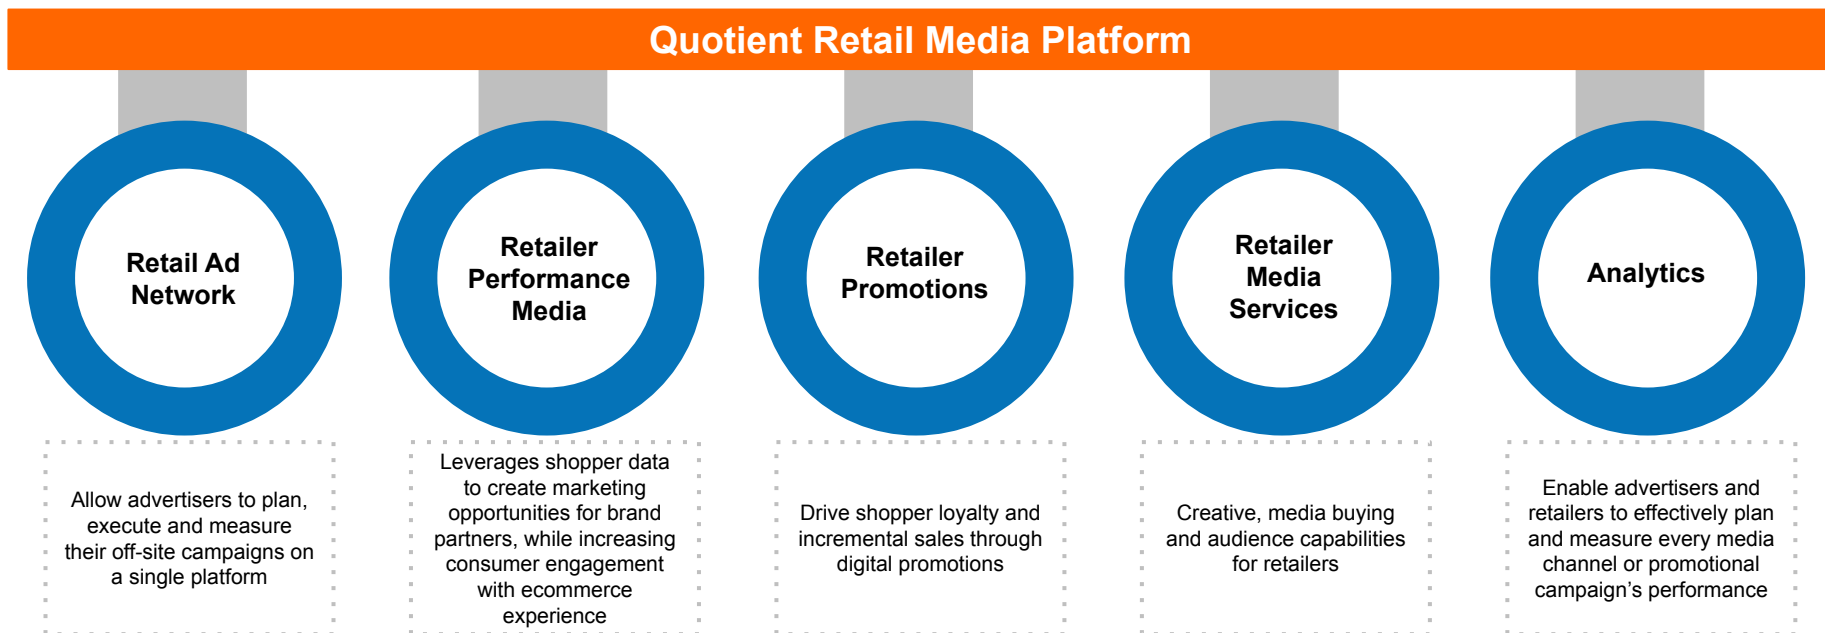 Quotient Retail Media Platform
Retail Ad
Network
Allow advertisers to plan,
execute and measure
their off-site campaigns on
a single platform
Retailer
Performance
Media
Leverages shopper data
to create marketing
opportunities for brand
partners, while increasing
consumer engagement
with ecommerce
experience
Retailer
Promotions
Drive shopper loyalty and
incremental sales through
digital promotions
Retailer
Media
Services
Creative, media buying
and audience capabilities
for retailers
Analytics
Enable advertisers and
retailers to effectively plan
and measure every media
channel or promotional
campaign’s performance